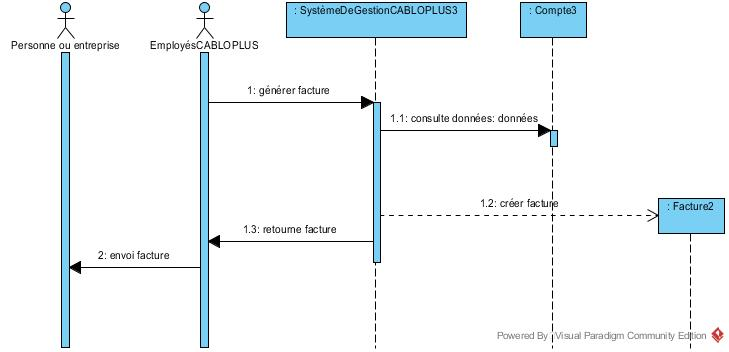 : SystèmeDeGestionCABLOPLUS3
: Compte3
Personne ou entreprise
EmployésCABLOPLUS
1: générer facture
1.1: consulte données: données
1.2: créer facture
: Facture2
1.3: retourne facture
2: envoi facture
Powered By Visual Paradigm Community Edition